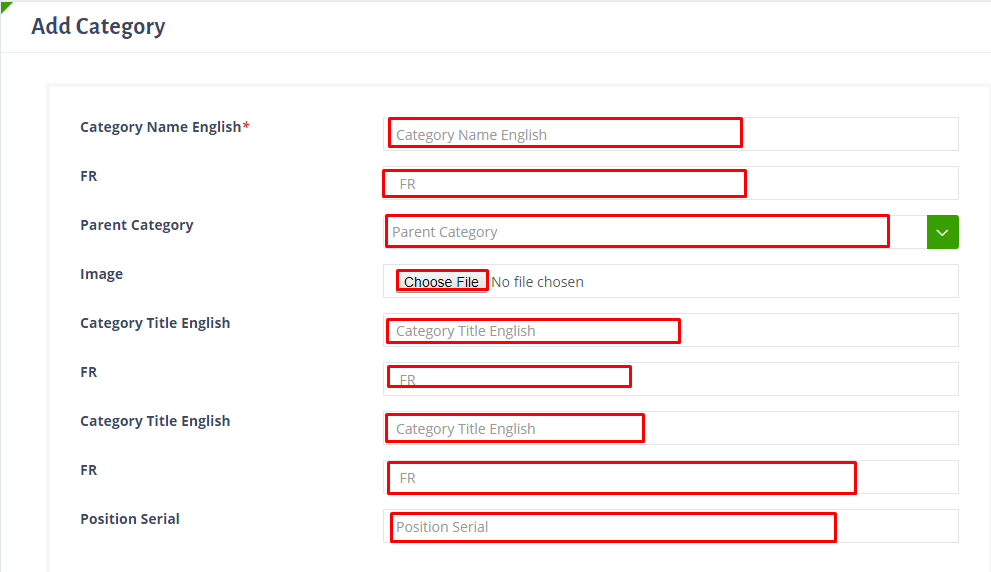 Add Category
Category Name English* Category Name English
FR FR
Parent Category Parent Category
Image Choose File No file chosen
Category Title English Category Title English
FR FR
Category Title English Category Title English
FR FR
Position Serial Position Serial